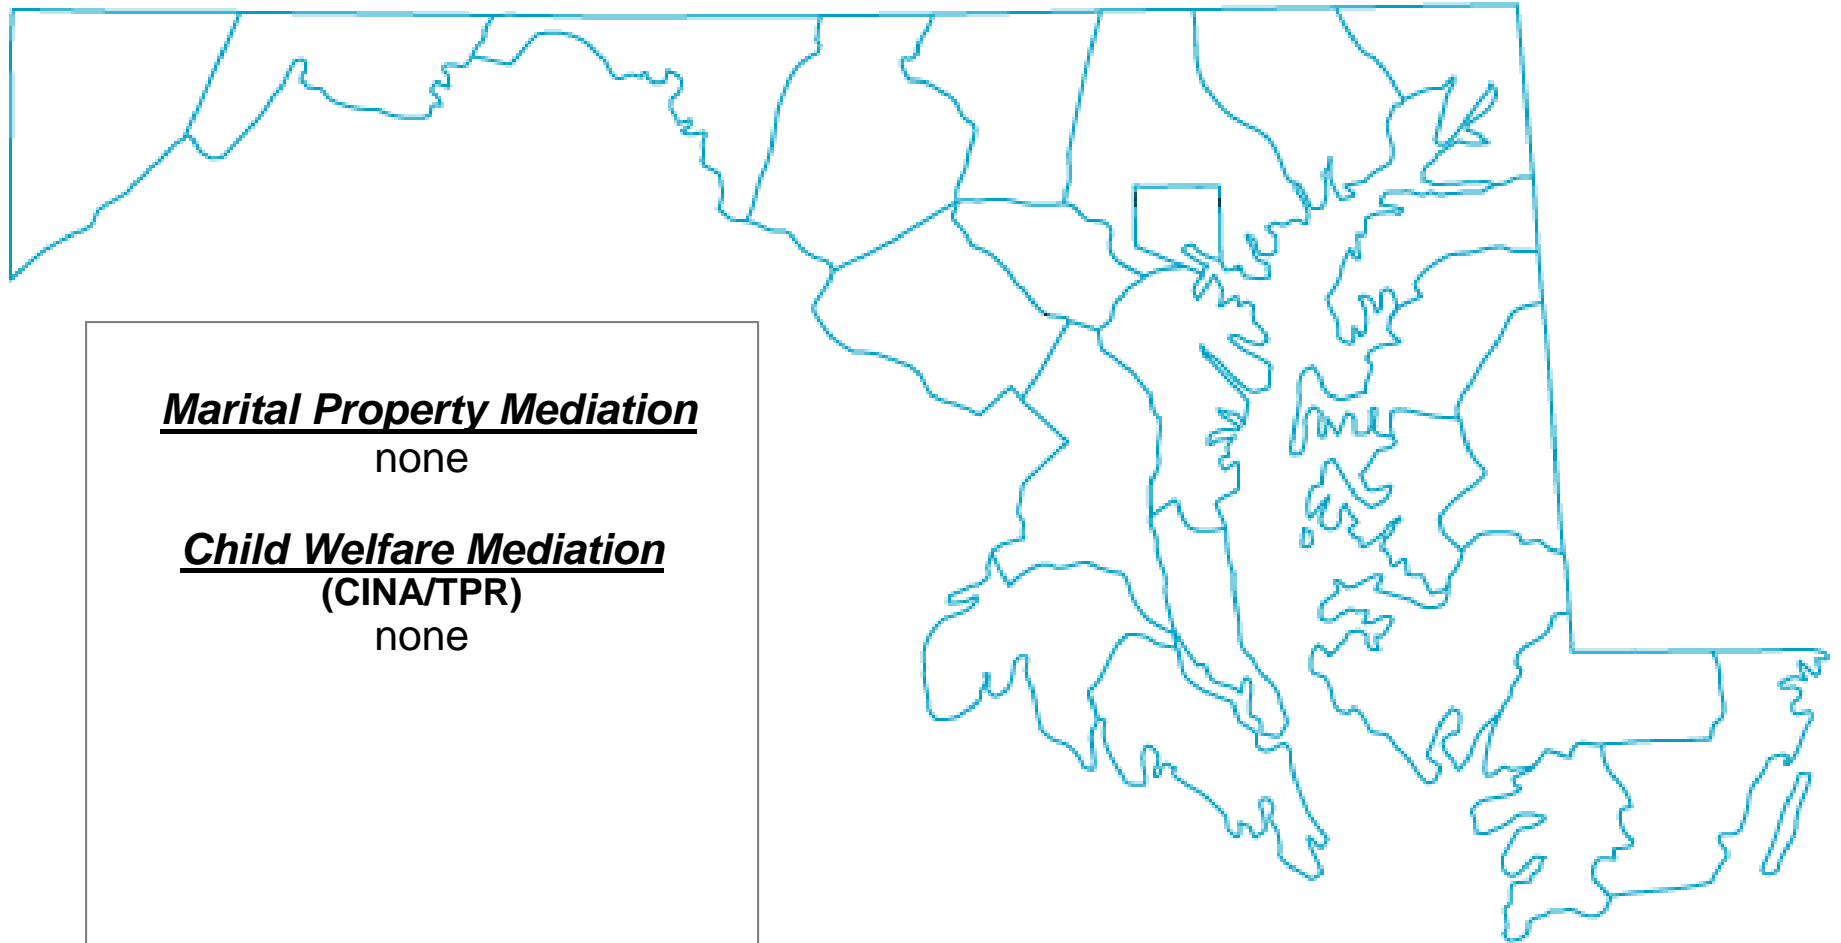 Marital Property Mediation
none
Child Welfare Mediation
(CINA/TPR)
none